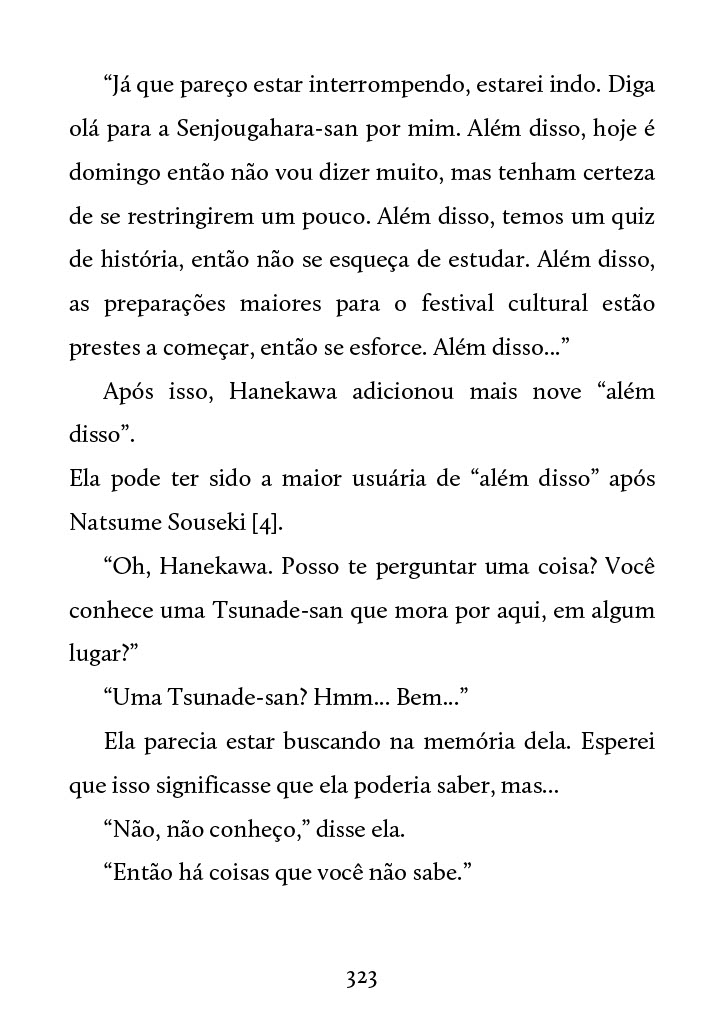 “Já que pareço estar interrompendo, estarei indo. Diga
olá para a Senjougahara-san por mim. Além disso, hoje é
domingo então não vou dizer muito, mas tenham certeza
de se restringirem um pouco. Além disso, temos um quiz
de história, então não se esqueça de estudar. Além disso,
as preparações maiores para o festival cultural estão
prestes a começar, então se esforce. Além disso...”
Após isso, Hanekawa adicionou mais nove “além
disso”.
Ela pode ter sido a maior usuária de “além disso” após
Natsume Souseki [4].
“Oh, Hanekawa. Posso te perguntar uma coisa? Você
conhece uma Tsunade-san que mora por aqui, em algum
lugar?”
“Uma Tsunade-san? Hmm... Bem...”
Ela parecia estar buscando na memória dela. Esperei
que isso significasse que ela poderia saber, mas...
“Não, não conheço,” disse ela.
“Então há coisas que você não sabe.”
323